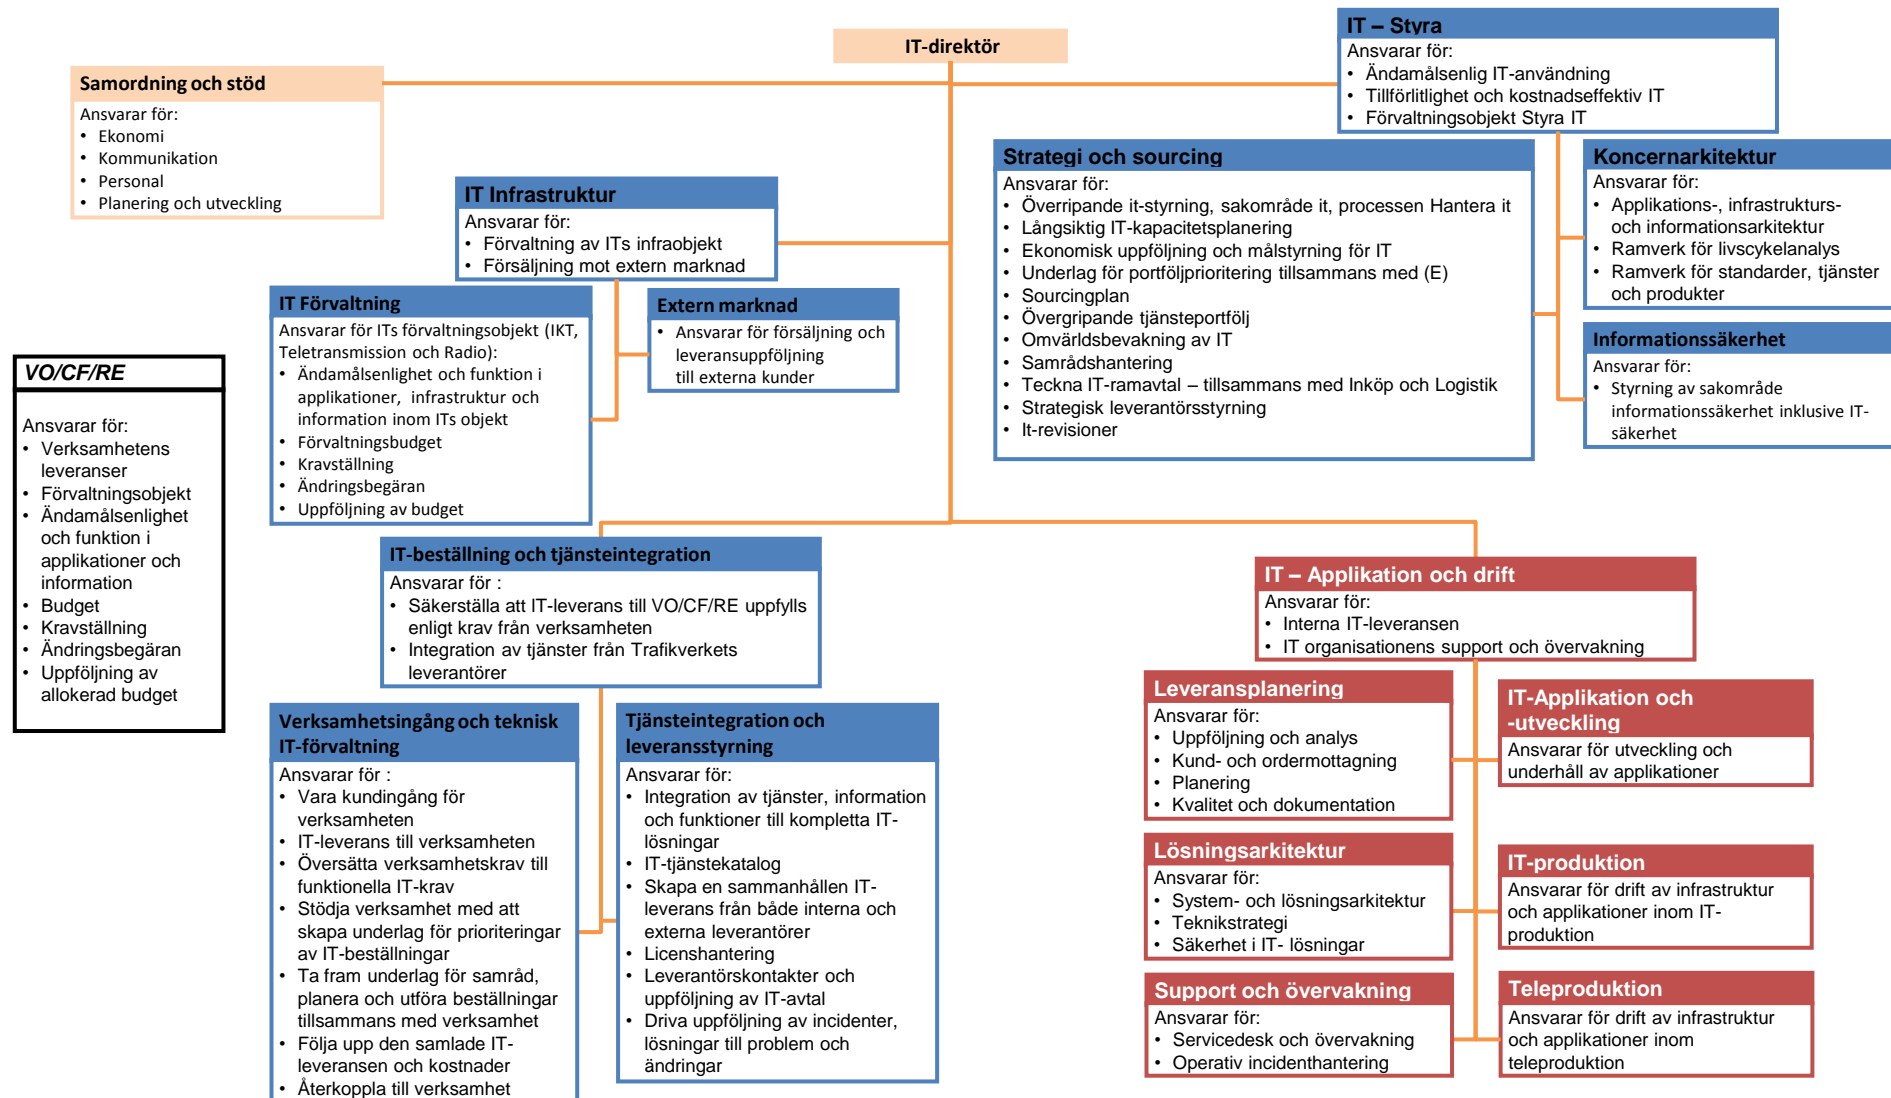 IT-direktör
Samordning och stöd
Ansvarar för:
• Ekonomi
• Kommunikation
• Personal
• Planering och utveckling
IT – Styra
Ansvarar för:
• Ändamålsenlig IT-användning
• Tillförlitlighet och kostnadseffektiv IT
• Förvaltningsobjekt Styra IT
Strategi och sourcing
Ansvarar för:
• Överripande it-styrning, sakområde it, processen Hantera it
• Långsiktig IT-kapacitetsplanering
• Ekonomisk uppföljning och målstyrning för IT
• Underlag för portföljprioritering tillsammans med (E)
• Sourcingplan
• Övergripande tjänsteportfölj
• Omvärldsbevakning av IT
• Samrådshantering
• Teckna IT-ramavtal – tillsammans med Inköp och Logistik
• Strategisk leverantörsstyrning
• It-revisioner
Koncernarkitektur
Ansvarar för:
• Applikations-, infrastrukturs-
och informationsarkitektur
• Ramverk för livscykelanalys
• Ramverk för standarder, tjänster
och produkter
Informationssäkerhet
Ansvarar för:
• Styrning av sakområde
informationssäkerhet inklusive IT-
säkerhet
IT Infrastruktur
Ansvarar för:
• Förvaltning av ITs infraobjekt
• Försäljning mot extern marknad
IT Förvaltning
Ansvarar för ITs förvaltningsobjekt (IKT,
Teletransmission och Radio):
• Ändamålsenlighet och funktion i
applikationer, infrastruktur och
information inom ITs objekt
• Förvaltningsbudget
• Kravställning
• Ändringsbegäran
• Uppföljning av budget
Extern marknad
• Ansvarar för försäljning och
leveransuppföljning
till externa kunder
VO/CF/RE
Ansvarar för:
• Verksamhetens
leveranser
• Förvaltningsobjekt
• Ändamålsenlighet
och funktion i
applikationer och
information
• Budget
• Kravställning
• Ändringsbegäran
• Uppföljning av
allokerad budget
IT-beställning och tjänsteintegration
Ansvarar för :
• Säkerställa att IT-leverans till VO/CF/RE uppfylls
enligt krav från verksamheten
• Integration av tjänster från Trafikverkets
leverantörer
Verksamhetsingång och teknisk
IT-förvaltning
Ansvarar för :
• Vara kundingång för
verksamheten
• IT-leverans till verksamheten
• Översätta verksamhetskrav till
funktionella IT-krav
• Stödja verksamhet med att
skapa underlag för prioriteringar
av IT-beställningar
• Ta fram underlag för samråd,
planera och utföra beställningar
tillsammans med verksamhet
• Följa upp den samlade IT-
leveransen och kostnader
• Återkoppla till verksamhet
Tjänsteintegration och
leveransstyrning
Ansvarar för:
• Integration av tjänster, information
och funktioner till kompletta IT-
lösningar
• IT-tjänstekatalog
• Skapa en sammanhållen IT-
leverans från både interna och
externa leverantörer
• Licenshantering
• Leverantörskontakter och
uppföljning av IT-avtal
• Driva uppföljning av incidenter,
lösningar till problem och
ändringar
IT – Applikation och drift
Ansvarar för:
• Interna IT-leveransen
• IT organisationens support och övervakning
Leveransplanering
Ansvarar för:
• Uppföljning och analys
• Kund- och ordermottagning
• Planering
• Kvalitet och dokumentation
IT-Applikation och
-utveckling
Ansvarar för utveckling och
underhåll av applikationer
Lösningsarkitektur
Ansvarar för:
• System- och lösningsarkitektur
• Teknikstrategi
• Säkerhet i IT- lösningar
IT-produktion
Ansvarar för drift av infrastruktur
och applikationer inom IT-
produktion
Support och övervakning
Ansvarar för:
• Servicedesk och övervakning
• Operativ incidenthantering
Teleproduktion
Ansvarar för drift av infrastruktur
och applikationer inom
teleproduktion